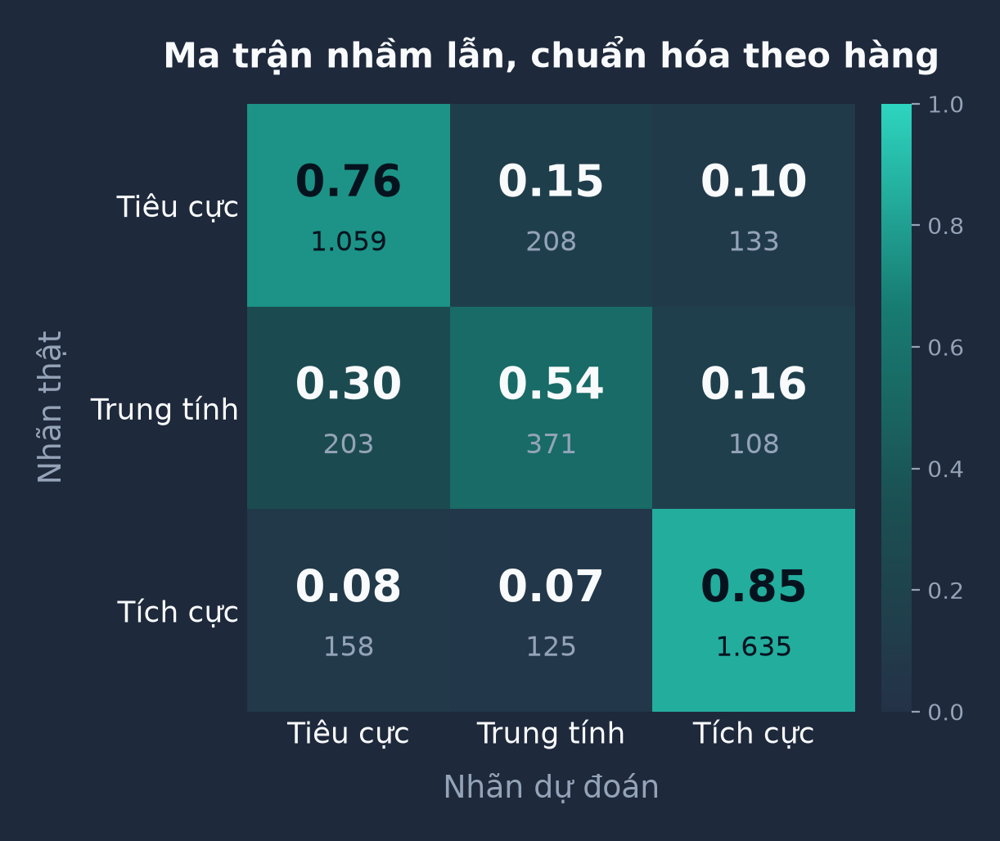 Ma trận nhầm lẫn, chuẩn hóa theo hàng
1.0
0.8
0.6
0.4
0.2
0.0
Nhãn thật
Tiêu cực
0.76 0.15 0.10
1.059 208 133
Trung tính
0.30 0.54 0.16
203 371 108
Tích cực
0.08 0.07 0.85
158 125 1.635
Tiêu cực Trung tính Tích cực
Nhãn dự đoán